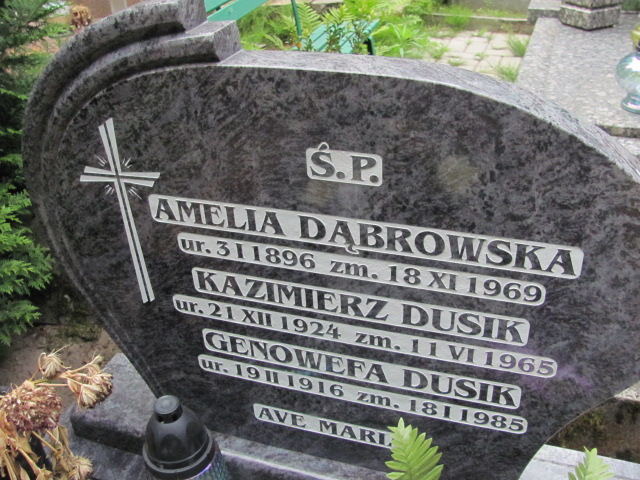 Ś.P.
AMELIA DĄBROWSKA
ur. 3 I 1896 zm. 18 XI 1969
KAZIMIERZ DUSIK
ur. 21 XII 1924 zm. 11 VI 1965
GENOWEFA DUSIK
ur. 19 II 1916 zm. 18 I 1985
AVE